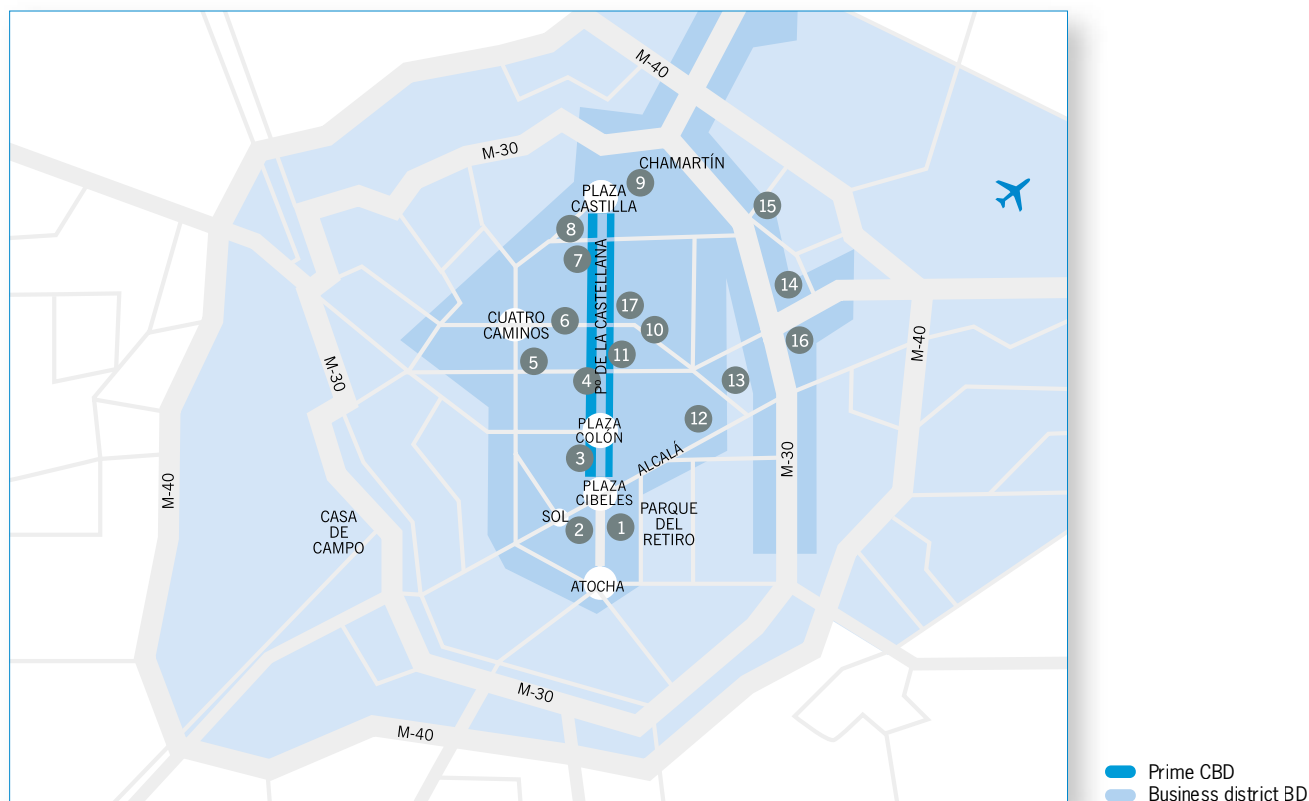 M-40
M-30
CHAMARTÍN
9
PLAZA
CASTILLA
15
8
7
Pº DE LA CASTELLANA
14
17
CUATRO
CAMINOS
6
10
16
M-40
11
5
M-30
4
13
12
PLAZA
COLÓN
3
ALCALÁ
M-30
M-40
PLAZA
CIBELES
SOL
2
1
PARQUE
DEL
RETIRO
CASA
DE
CAMPO
ATOCHA
M-30
M-40
Prime CBD
Business district BD